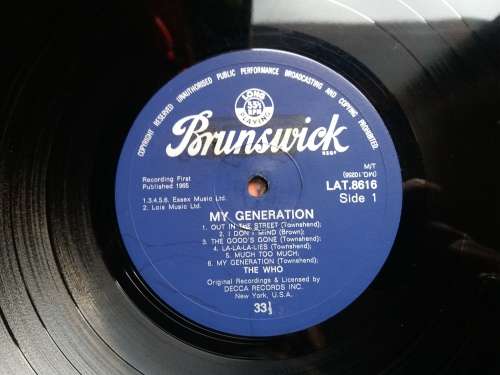 COPYRIGHT RESERVED UNAUTHORISED PUBLIC PERFORMANCE BROADCASTING AND COPYING PROHIBITED
LONG
33⅓
RPM
PLAYING
Brunswick
Recording First
Published 1965
1.3.4.5.6. Essex Music Ltd.
2. Lois Music Ltd.
M/T
LAT.8616
Side 1
MY GENERATION
1. OUT IN THE STREET (Townshend);
2. I DON'T MIND (Brown);
3. THE GOOD'S GONE (Townshend);
4. LA-LA-LA-LIES (Townshend);
5. MUCH TOO MUCH;
6. MY GENERATION (Townshend)
THE WHO
Original Recordings & Licensed by
DECCA RECORDS INC.
New York, U.S.A.
33⅓